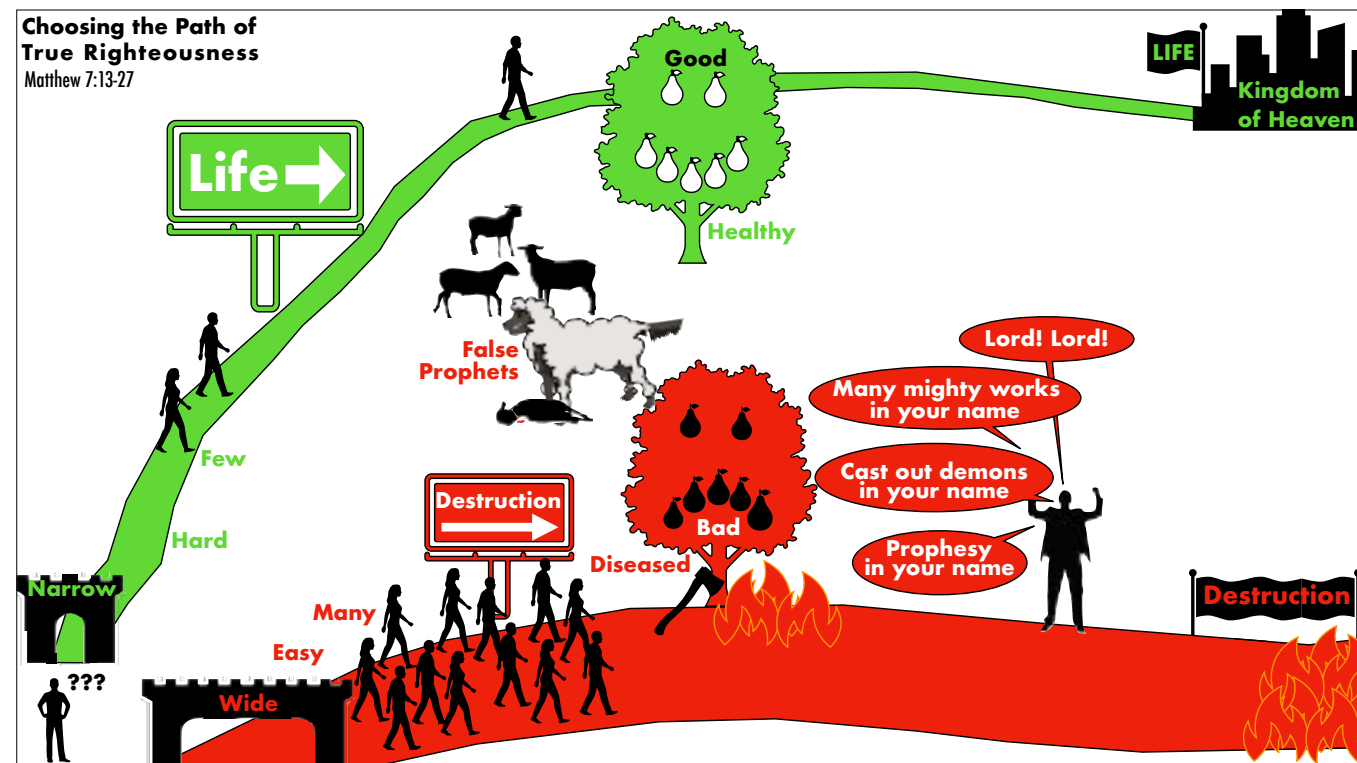 Choosing the Path of
True Righteousness
Matthew 7:13-27
Good
LIFE
Kingdom
of Heaven
Life
Healthy
False
Prophets
Lord! Lord!
Many mighty works
in your name
Few
Cast out demons
in your name
Destruction
Bad
Hard
Prophesy
in your name
Diseased
Narrow
Destruction
Many
Easy
???
Wide